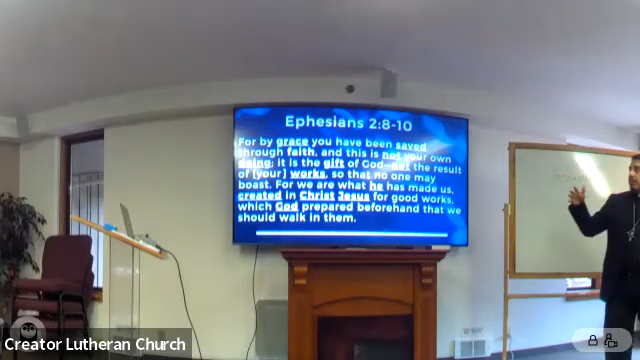 Ephesians 2:8-10
For by grace you have been saved
through faith, and this is not your own
doing; it is the gift of God—not the result
of [your] works, so that no one may
boast. For we are what he has made us,
created in Christ Jesus for good works,
which God prepared beforehand that we
should walk in them.
Creator Lutheran Church